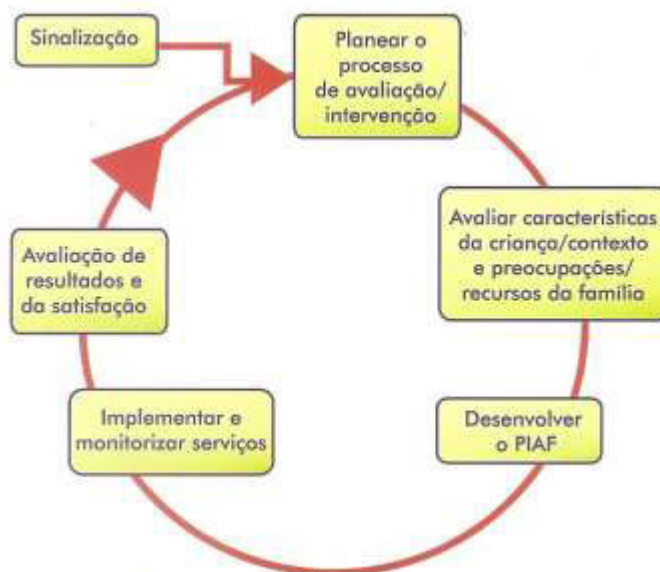 Sinalização
Planear o
processo
de avaliação/
intervenção
Avaliar características
da criança/contexto
e preocupações/
recursos da família
Desenvolver
o PIAF
Implementar e
monitorizar serviços
Avaliação de
resultados e
da satisfação